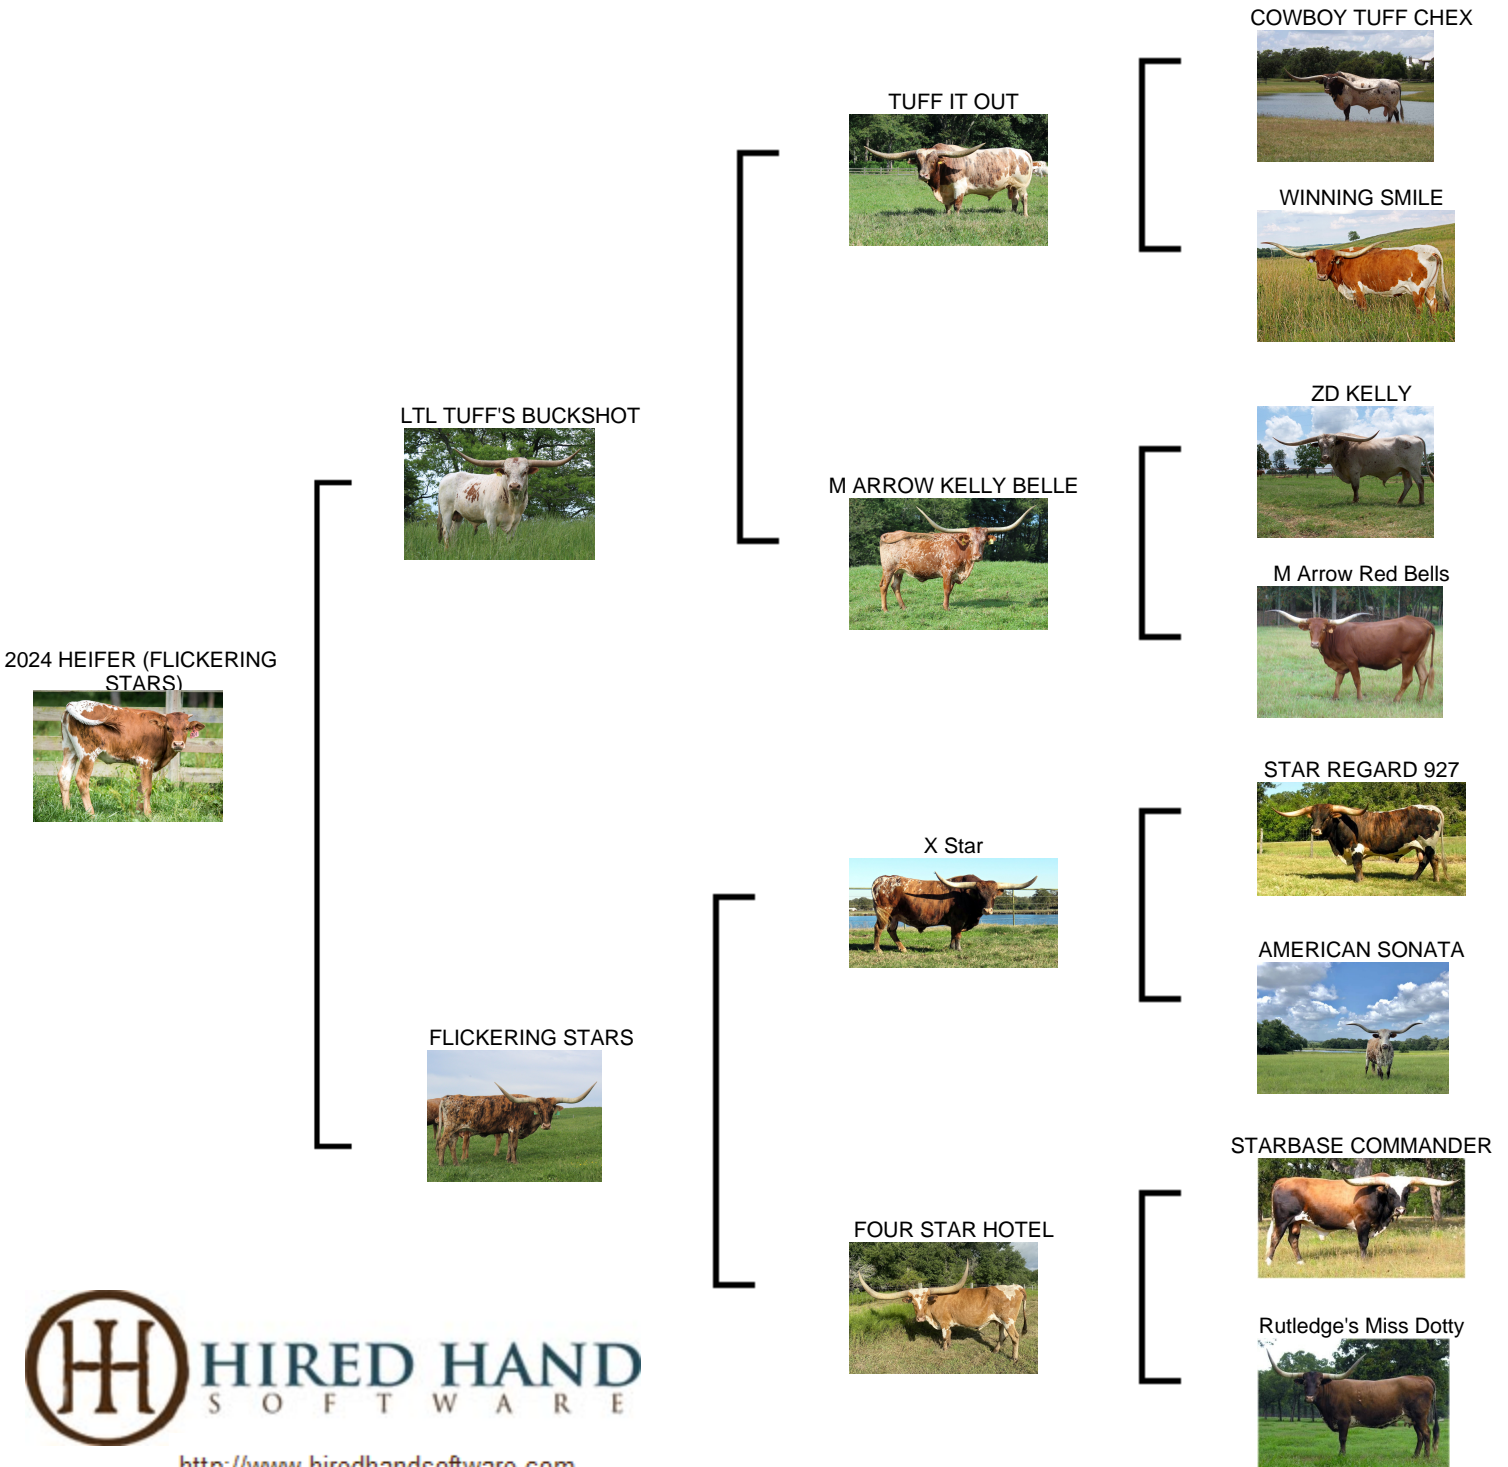 COWBOY TUFF CHEX
TUFF IT OUT
WINNING SMILE
ZD KELLY
LTL TUFF'S BUCKSHOT
M ARROW KELLY BELLE
M Arrow Red Bells
2024 HEIFER (FLICKERING
STARS)
STAR REGARD 927
X Star
AMERICAN SONATA
FLICKERING STARS
STARBASE COMMANDER
FOUR STAR HOTEL
Rutledge's Miss Dotty
HIRED HAND
SOFTWARE
http://www.hiredhandsoftware.com